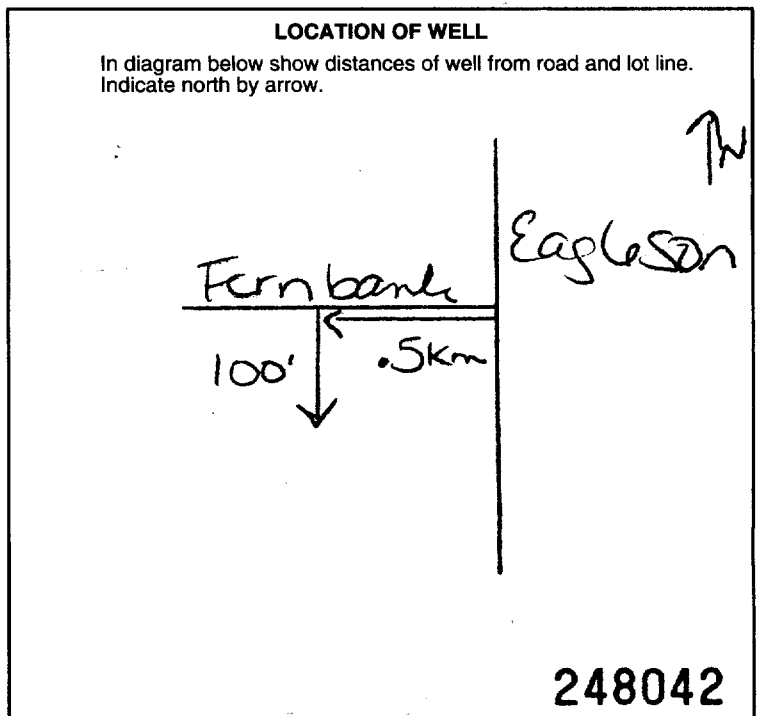 LOCATION OF WELL
In diagram below show distances of well from road and lot line.
Indicate north by arrow.
N
Eagleson
Fernbank
100'
.5km
248042